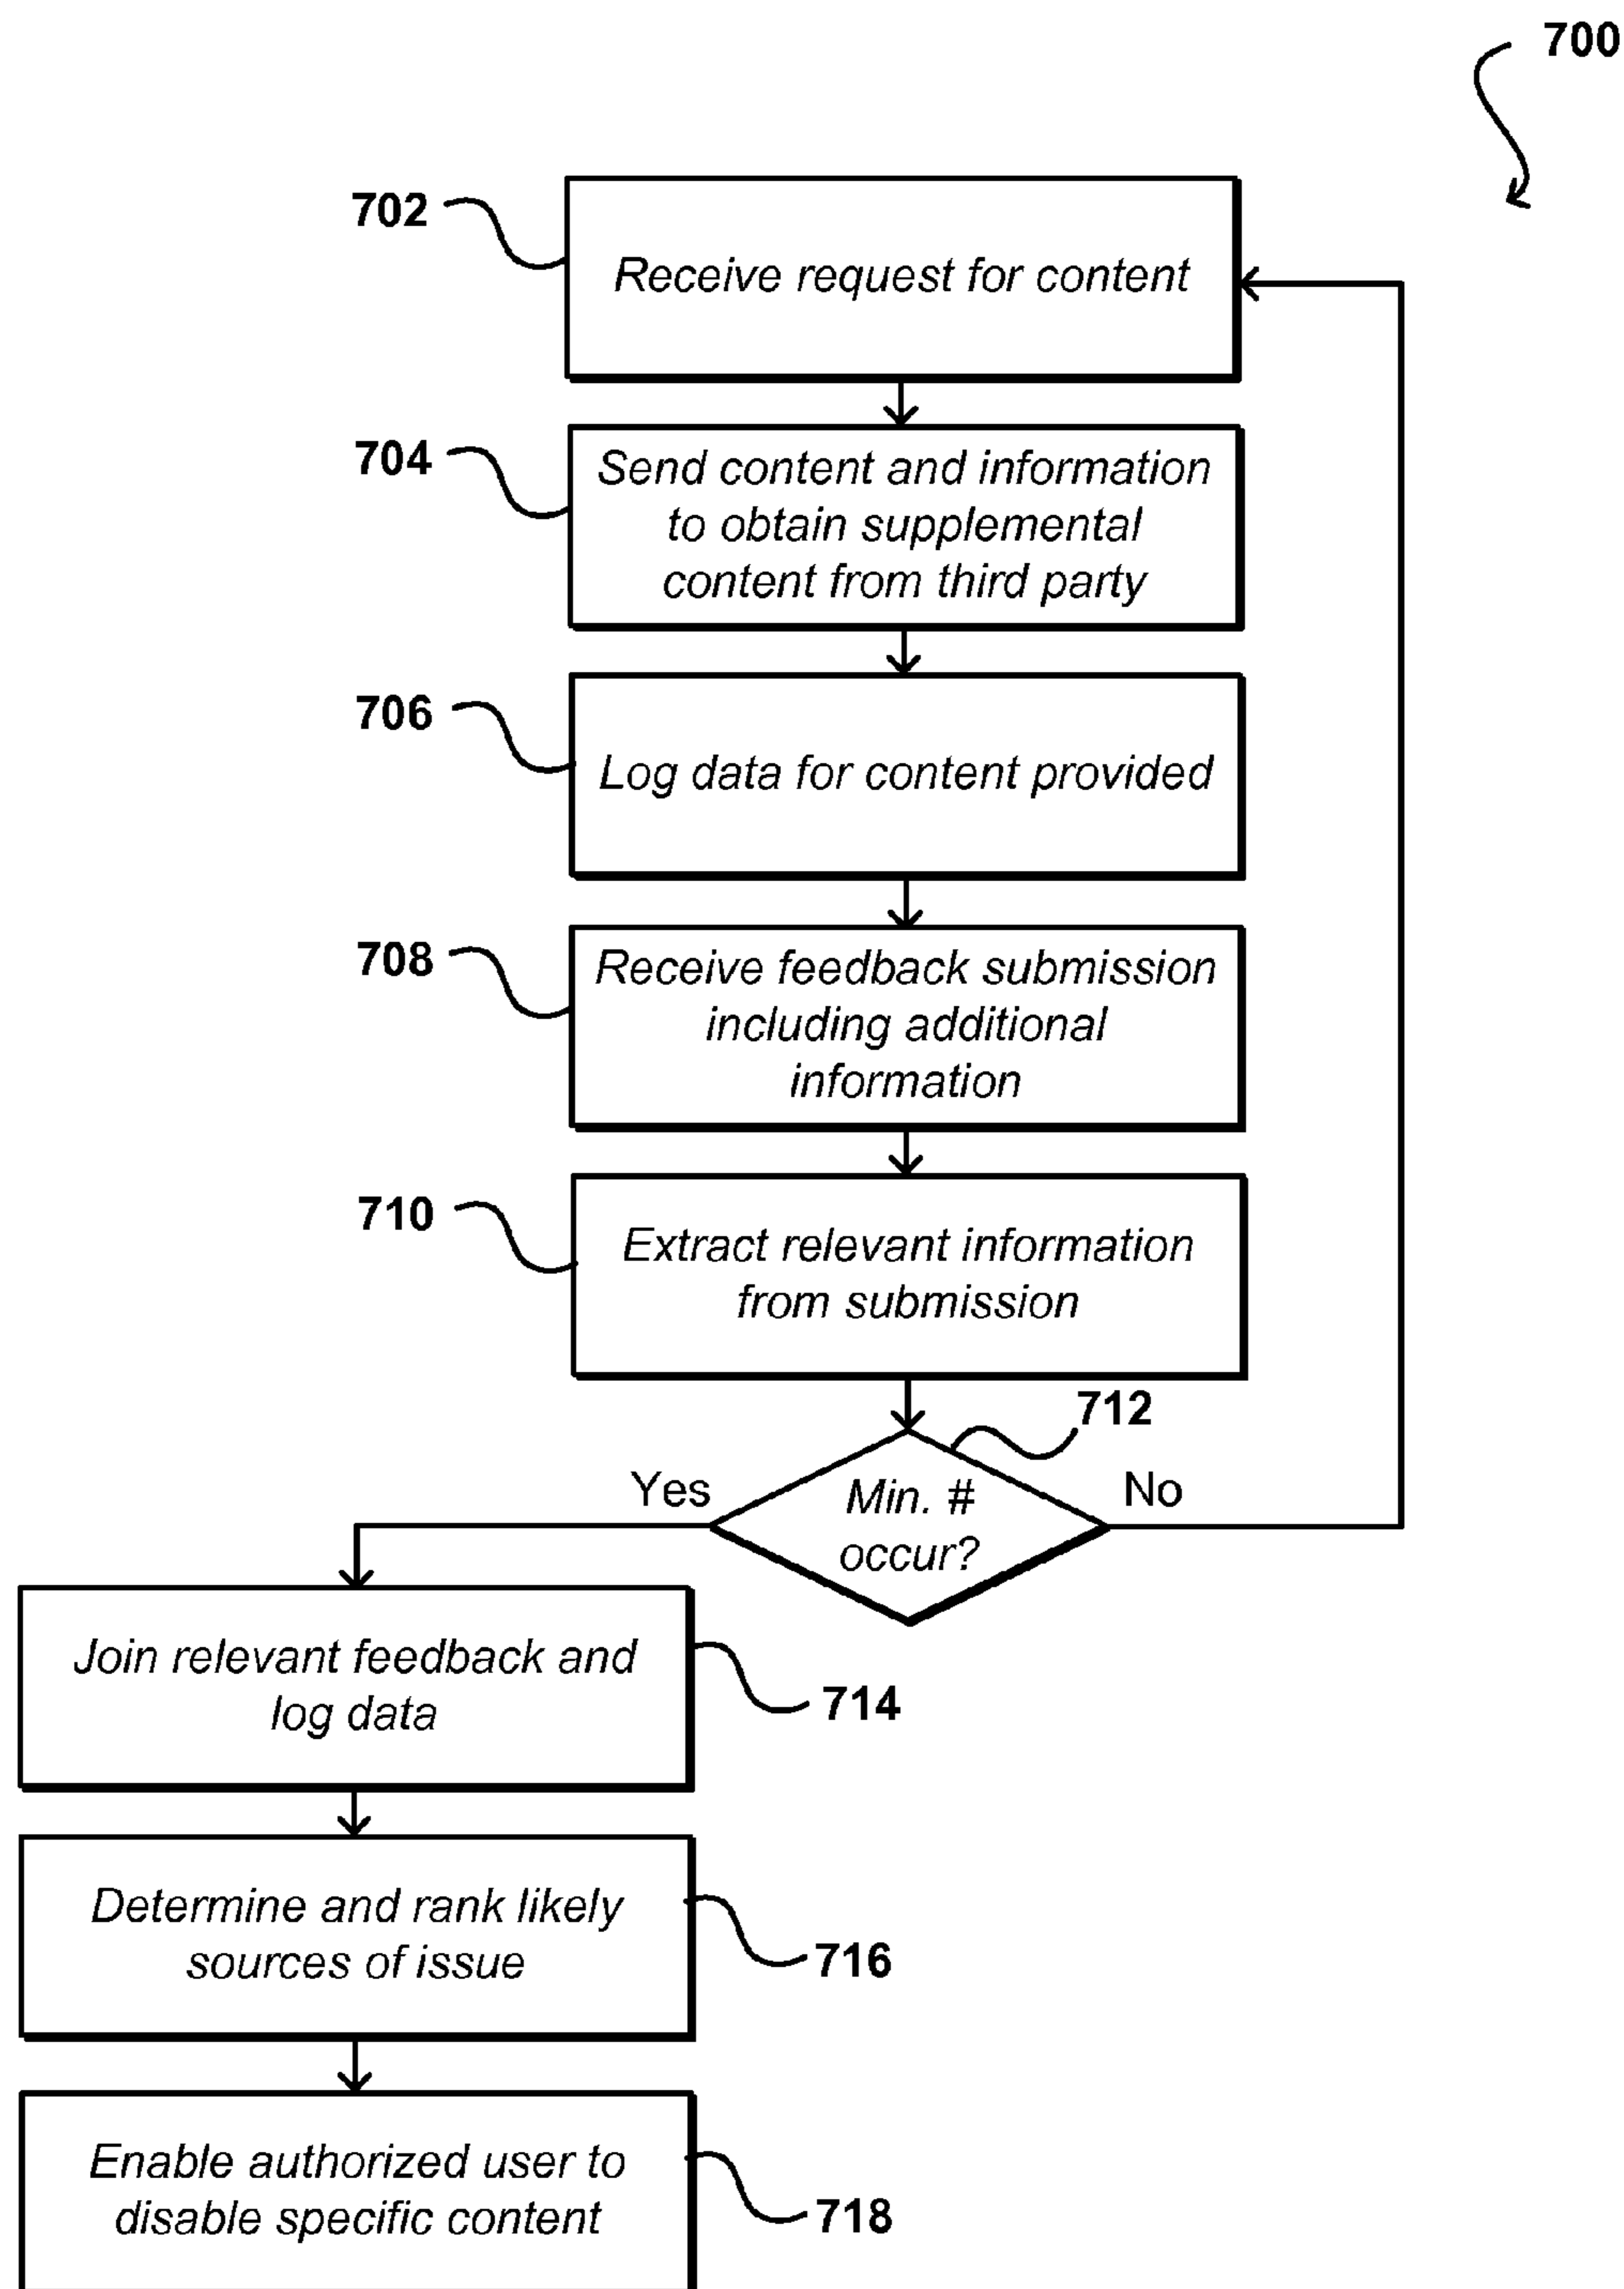 700
702
Receive request for content
704
Send content and information
to obtain supplemental
content from third party
706
Log data for content provided
708
Receive feedback submission
including additional
information
710
Extract relevant information
from submission
712
Yes
Min. #
occur?
No
Join relevant feedback and
log data
714
Determine and rank likely
sources of issue
716
Enable authorized user to
disable specific content
718